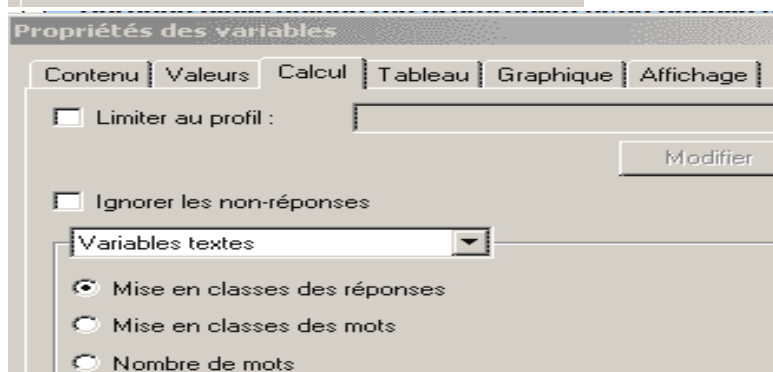 Propriétés des variables
Contenu Valeurs Calcul Tableau Graphique Affichage
Limiter au profil :
Modifier
Ignorer les non-réponses
Variables textes
Mise en classes des réponses
Mise en classes des mots
Nombre de mots